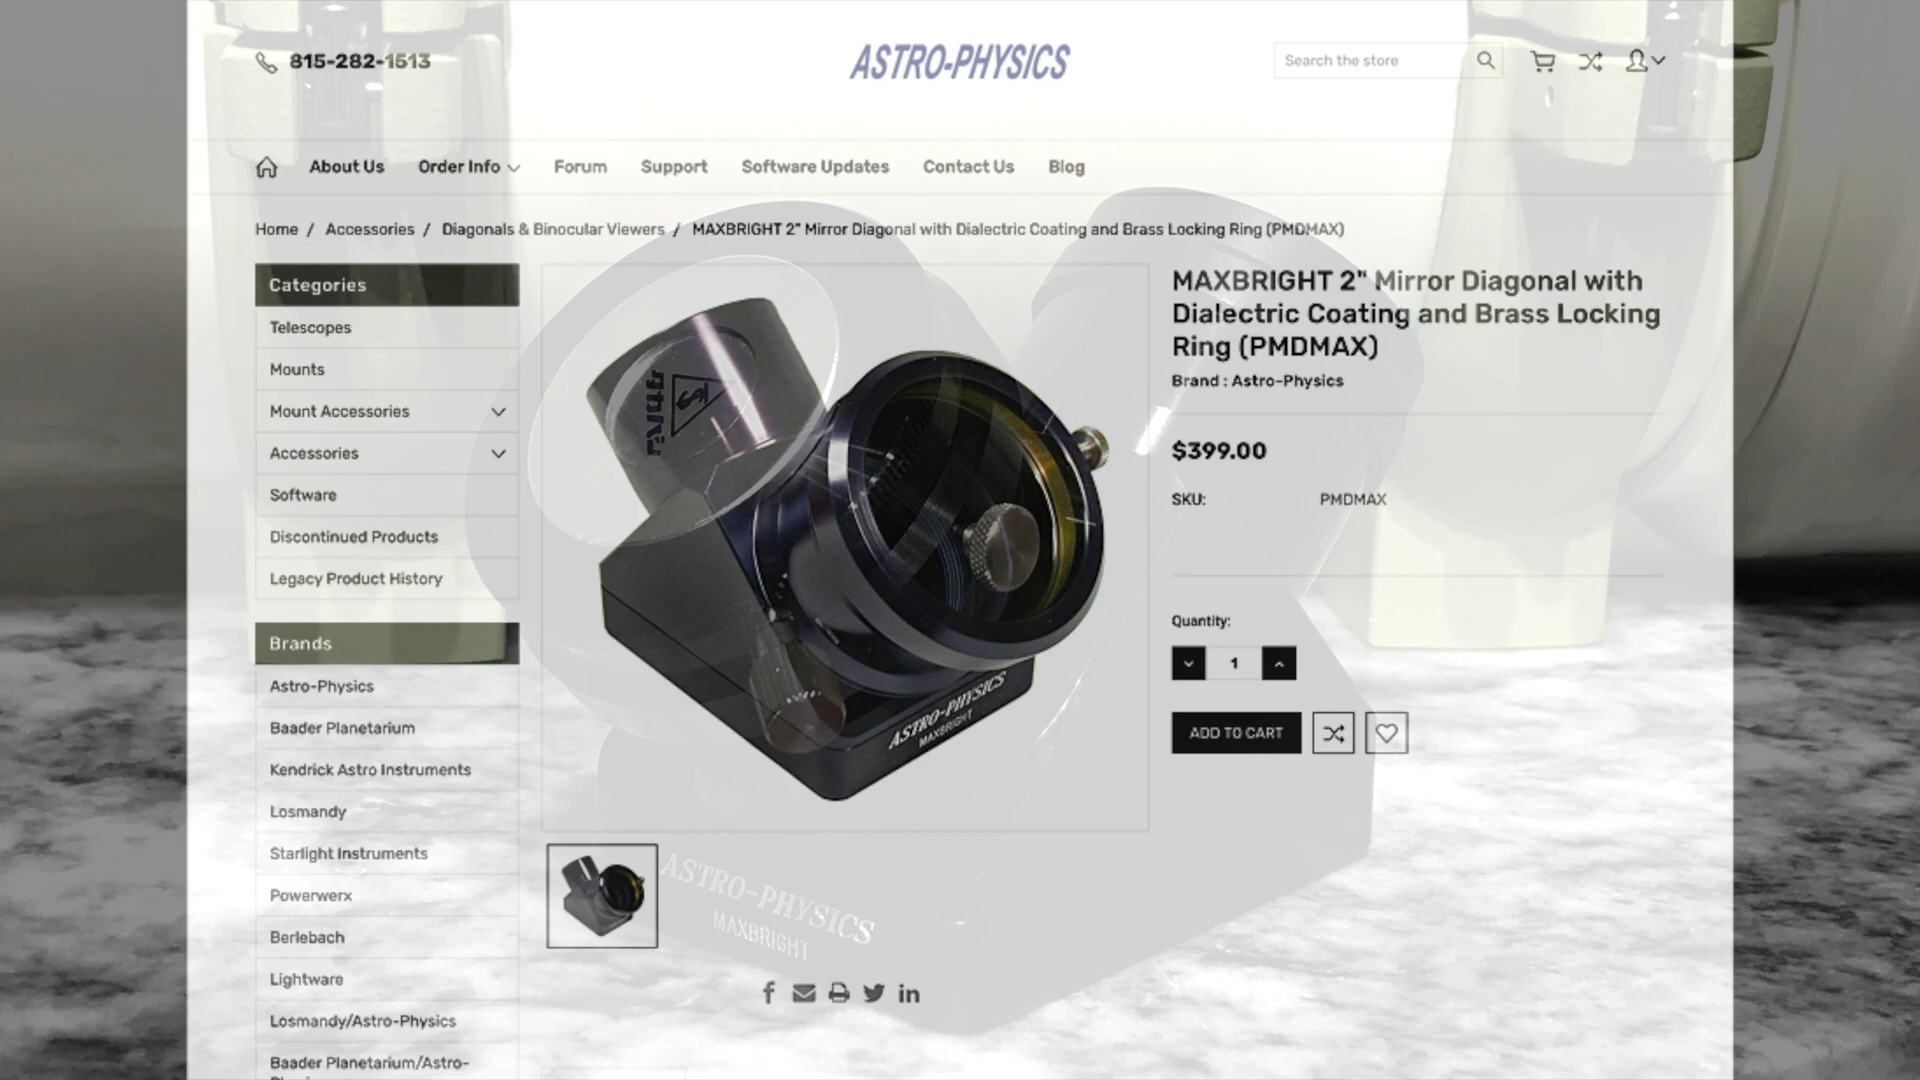 815-282-1513
ASTRO-PHYSICS
Search the store
About Us
Order Info
Forum
Support
Software Updates
Contact Us
Blog
Home / Accessories / Diagonals & Binocular Viewers / MAXBRIGHT 2" Mirror Diagonal with Dialectric Coating and Brass Locking Ring (PMDMAX)
Categories
Telescopes
Mounts
Mount Accessories
Accessories
Software
Discontinued Products
Legacy Product History
Brands
Astro-Physics
Baader Planetarium
Kendrick Astro Instruments
Losmandy
Starlight Instruments
Powerwerx
Berlebach
Lightware
Losmandy/Astro-Physics
Baader Planetarium/Astro-
ASTRO-PHYSICS
MAXBRIGHT
ASTRO-PHYSICS
MAXBRIGHT
MAXBRIGHT 2" Mirror Diagonal with
Dialectric Coating and Brass Locking
Ring (PMDMAX)
Brand : Astro-Physics
$399.00
SKU: PMDMAX
Quantity:
1
ADD TO CART